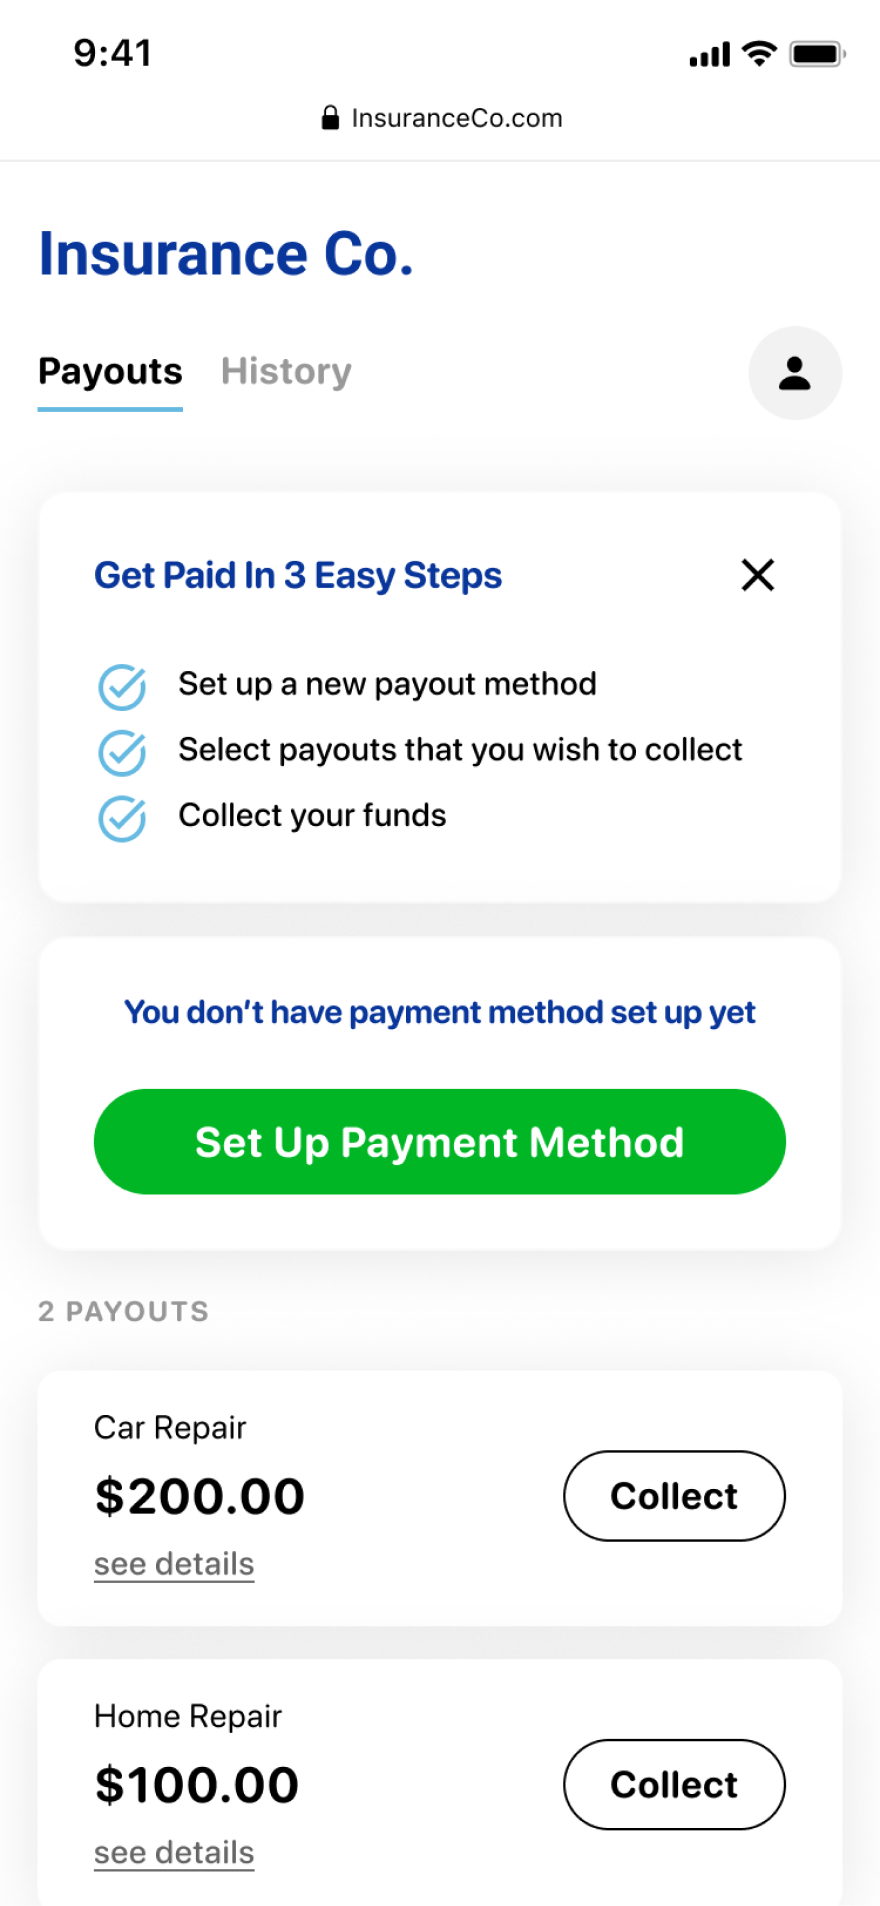 9:41
InsuranceCo.com
Insurance Co.
Payouts History
Get Paid In 3 Easy Steps
Set up a new payout method
Select payouts that you wish to collect
Collect your funds
You don't have payment method set up yet
Set Up Payment Method
2 PAYOUTS
Car Repair
$200.00
Collect
see details
Home Repair
$100.00
Collect
see details